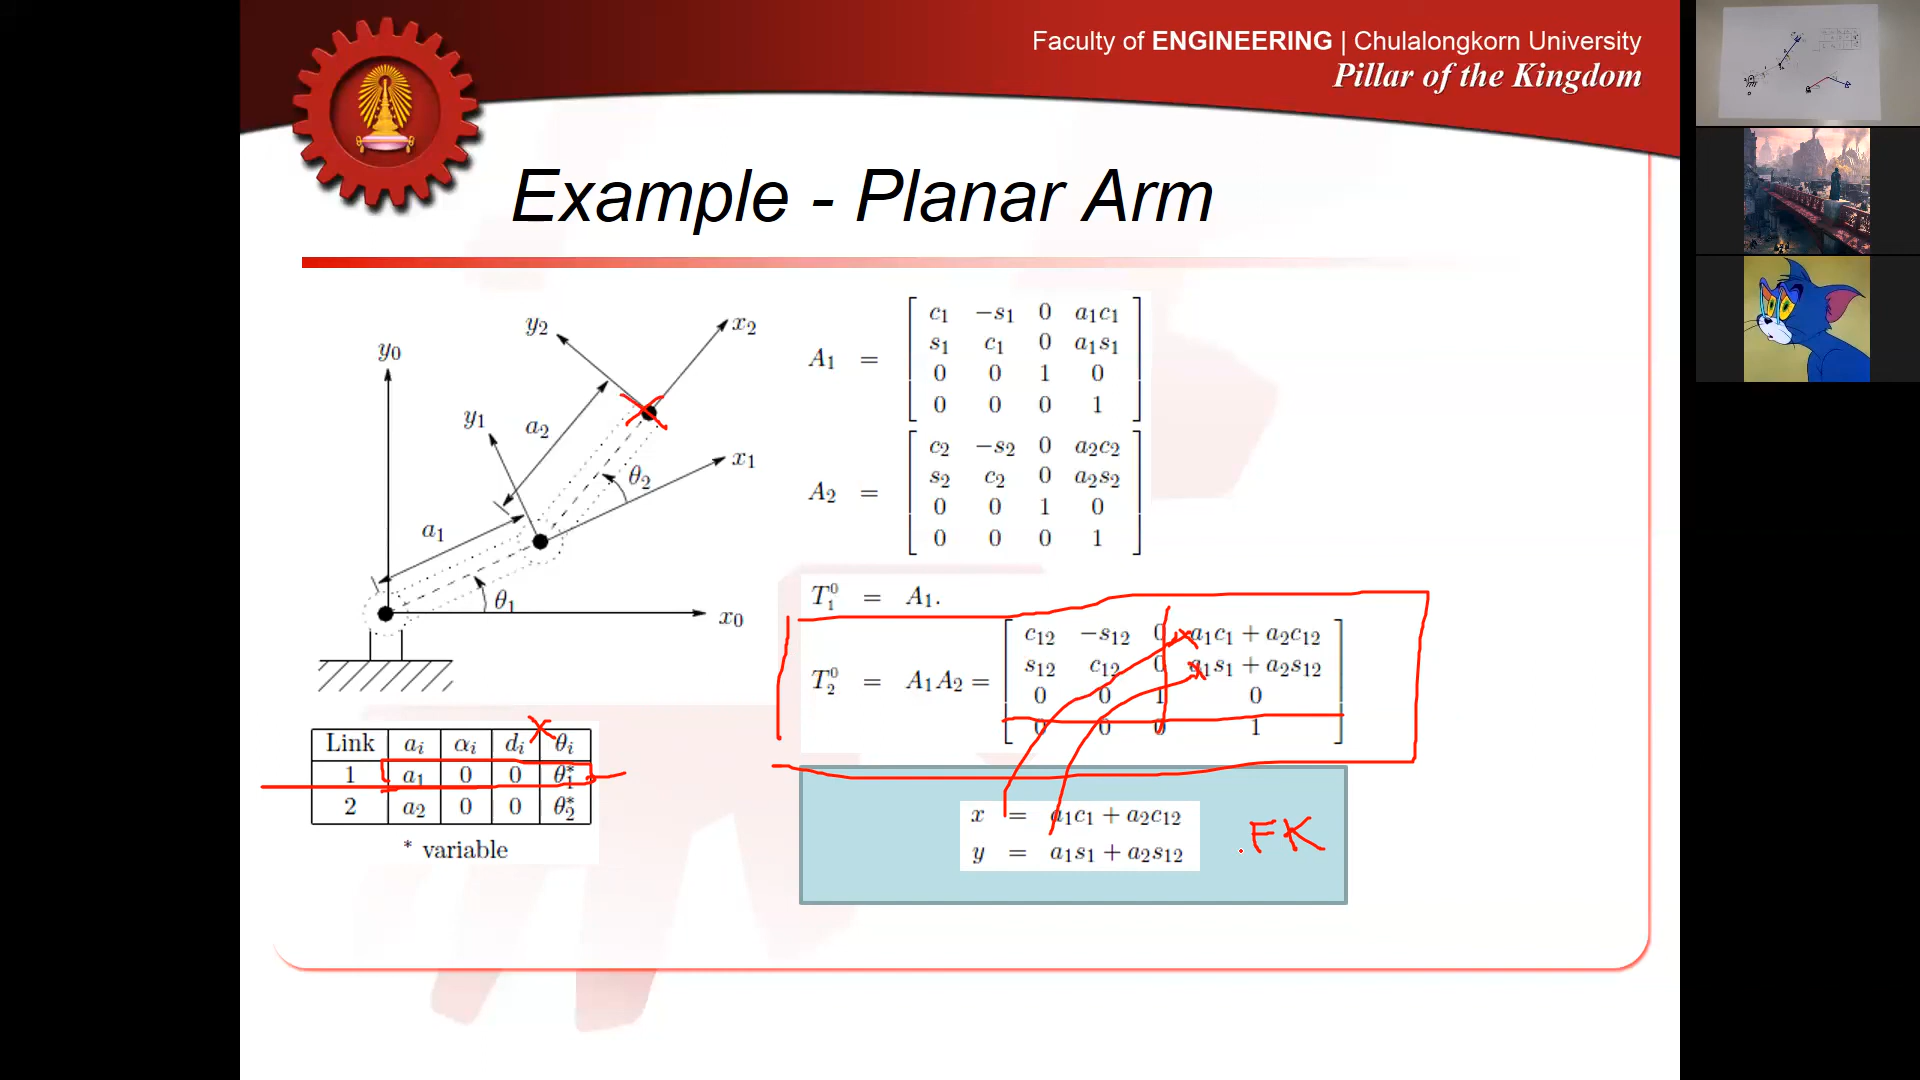 Faculty of ENGINEERING | Chulalongkorn University
Pillar of the Kingdom
Example - Planar Arm
y₀
y₂
x₂
y₁
a₂
x₁
θ₂
a₁
θ₁
x₀
Link aᵢ αᵢ dᵢ θᵢ
1 a₁ 0 0 θ₁*
2 a₂ 0 0 θ₂*
* variable
A₁ =
c₁ −s₁ 0 a₁c₁
s₁ c₁ 0 a₁s₁
0 0 1 0
0 0 0 1
A₂ =
c₂ −s₂ 0 a₂c₂
s₂ c₂ 0 a₂s₂
0 0 1 0
0 0 0 1
T₁⁰ = A₁.
T₂⁰ = A₁A₂ =
c₁₂ −s₁₂ 0 a₁c₁ + a₂c₁₂
s₁₂ c₁₂ 0 a₁s₁ + a₂s₁₂
0 0 1 0
0 0 0 1
x = a₁c₁ + a₂c₁₂
y = a₁s₁ + a₂s₁₂
FK